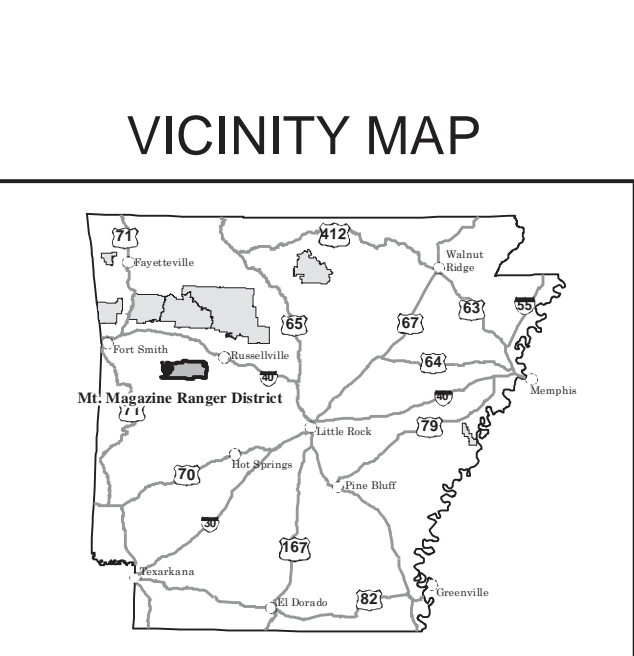 VICINITY MAP
71
412
Walnut
Ridge
Fayetteville
65
67
63
55
Fort Smith
Russellville
64
40
Memphis
Mt. Magazine Ranger District
40
71
79
Little Rock
70
Hot Springs
Pine Bluff
30
167
Texarkana
Greenville
El Dorado
82